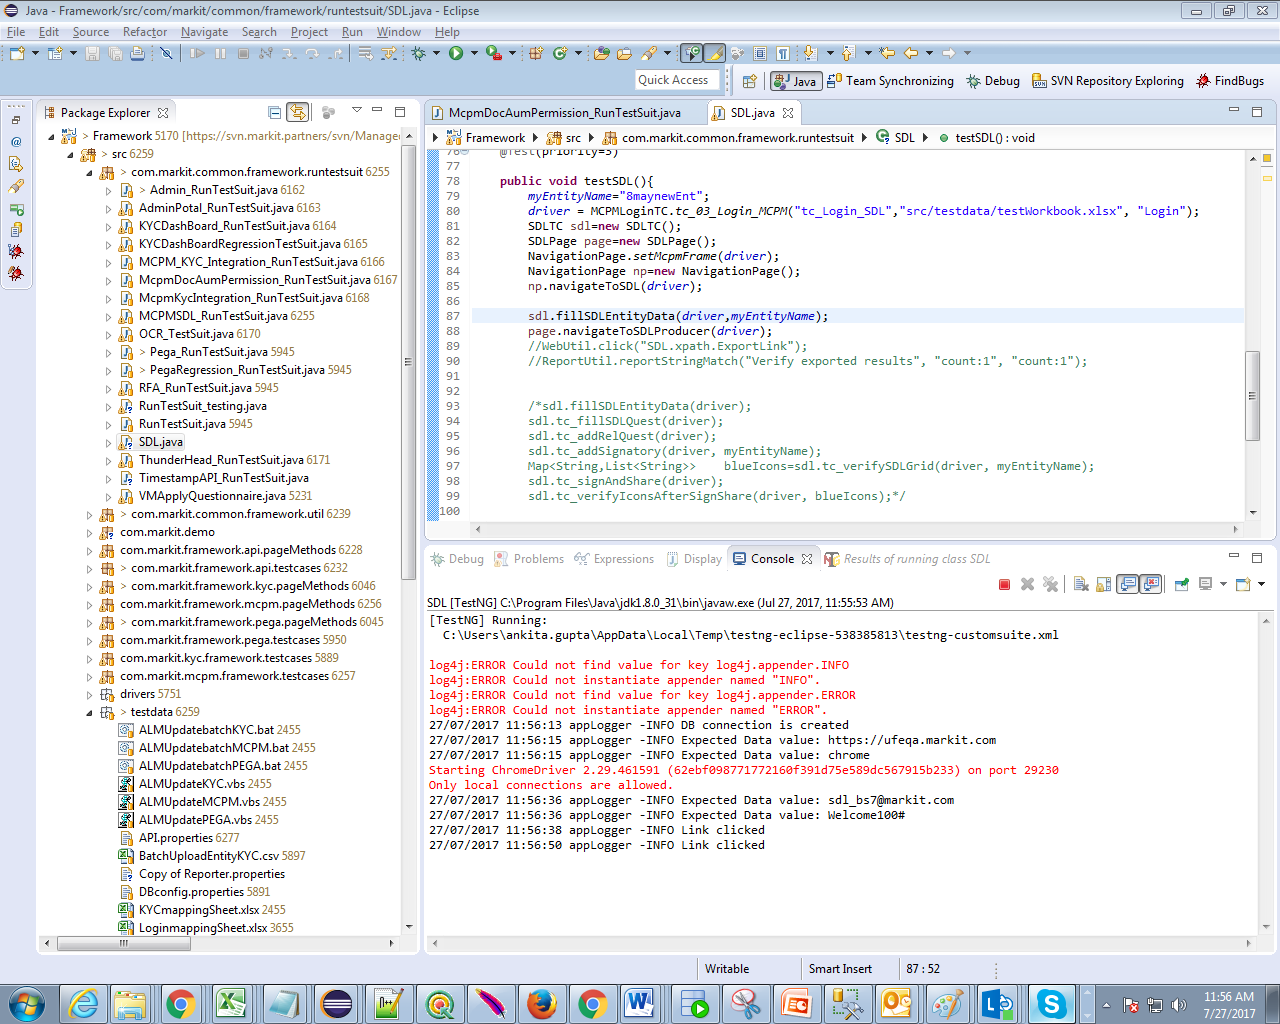 Java - Framework/src/com/markit/common/framework/runtestsuit/SDL.java - Eclipse
File Edit Source Refactor Navigate Search Project Run Window Help
Quick Access
Java
Team Synchronizing
Debug
SVN Repository Exploring
FindBugs
Package Explorer
> Framework 5170 [https://svn.markit.partners/svn/Manage
> src 6259
> com.markit.common.framework.runtestsuit 6255
> Admin_RunTestSuit.java 6162
AdminPotal_RunTestSuit.java 6163
KYCDashBoard_RunTestSuit.java 6164
KYCDashBoardRegressionTestSuit.java 6165
MCPM_KYC_Integration_RunTestSuit.java 6166
McpmDocAumPermission_RunTestSuit.java 6167
McpmKycIntegration_RunTestSuit.java 6168
MCPMSDL_RunTestSuit.java 6255
OCR_TestSuit.java 6170
> Pega_RunTestSuit.java 5945
> PegaRegression_RunTestSuit.java 5945
RFA_RunTestSuit.java 5945
RunTestSuit_testing.java
RunTestSuit.java 5945
SDL.java
ThunderHead_RunTestSuit.java 6171
TimestampAPI_RunTestSuit.java
VMApplyQuestionnaire.java 5231
> com.markit.common.framework.util 6239
com.markit.demo
com.markit.framework.api.pageMethods 6228
> com.markit.framework.api.testcases 6232
> com.markit.framework.kyc.pageMethods 6046
com.markit.framework.mcpm.pageMethods 6256
> com.markit.framework.pega.pageMethods 6045
com.markit.framework.pega.testcases 5950
com.markit.kyc.framework.testcases 5889
com.markit.mcpm.framework.testcases 6257
drivers 5751
> testdata 6259
ALMUpdatebatchKYC.bat 2455
ALMUpdatebatchMCPM.bat 2455
ALMUpdatebatchPEGA.bat 2455
ALMUpdateKYC.vbs 2455
ALMUpdateMCPM.vbs 2455
ALMUpdatePEGA.vbs 2455
API.properties 6277
BatchUploadEntityKYC.csv 5897
Copy of Reporter.properties
DBconfig.properties 5891
KYCmappingSheet.xlsx 2455
LoginmappingSheet.xlsx 3655
McpmDocAumPermission_RunTestSuit.java
SDL.java
Framework src com.markit.common.framework.runtestsuit SDL testSDL() : void
76 @Test(priority=3)
77
78 public void testSDL(){
79 myEntityName="8maynewEnt";
80 driver = MCPMLoginTC.tc_03_Login_MCPM("tc_Login_SDL","src/testdata/testWorkbook.xlsx", "Login");
81 SDLTC sdl=new SDLTC();
82 SDLPage page=new SDLPage();
83 NavigationPage.setMcpmFrame(driver);
84 NavigationPage np=new NavigationPage();
85 np.navigateToSDL(driver);
86
87 sdl.fillSDLEntityData(driver,myEntityName);
88 page.navigateToSDLProducer(driver);
89 //WebUtil.click("SDL.xpath.ExportLink");
90 //ReportUtil.reportStringMatch("Verify exported results", "count:1", "count:1");
91
92
93 /*sdl.fillSDLEntityData(driver);
94 sdl.tc_fillSDLQuest(driver);
95 sdl.tc_addRelQuest(driver);
96 sdl.tc_addSignatory(driver, myEntityName);
97 Map<String,List<String>> blueIcons=sdl.tc_verifySDLGrid(driver, myEntityName);
98 sdl.tc_signAndShare(driver);
99 sdl.tc_verifyIconsAfterSignShare(driver, blueIcons);*/
100
Debug Problems Expressions Display Console Results of running class SDL
SDL [TestNG] C:\Program Files\Java\jdk1.8.0_31\bin\javaw.exe (Jul 27, 2017, 11:55:53 AM)
[TestNG] Running:
C:\Users\ankita.gupta\AppData\Local\Temp\testng-eclipse-538385813\testng-customsuite.xml
log4j:ERROR Could not find value for key log4j.appender.INFO
log4j:ERROR Could not instantiate appender named "INFO".
log4j:ERROR Could not find value for key log4j.appender.ERROR
log4j:ERROR Could not instantiate appender named "ERROR".
27/07/2017 11:56:13 appLogger -INFO DB connection is created
27/07/2017 11:56:15 appLogger -INFO Expected Data value: https://ufeqa.markit.com
27/07/2017 11:56:15 appLogger -INFO Expected Data value: chrome
Starting ChromeDriver 2.29.461591 (62ebf098771772160f391d75e589dc567915b233) on port 29230
Only local connections are allowed.
27/07/2017 11:56:36 appLogger -INFO Expected Data value: sdl_bs7@markit.com
27/07/2017 11:56:36 appLogger -INFO Expected Data value: Welcome100#
27/07/2017 11:56:38 appLogger -INFO Link clicked
27/07/2017 11:56:50 appLogger -INFO Link clicked
Writable
Smart Insert
87 : 52
11:56 AM
7/27/2017